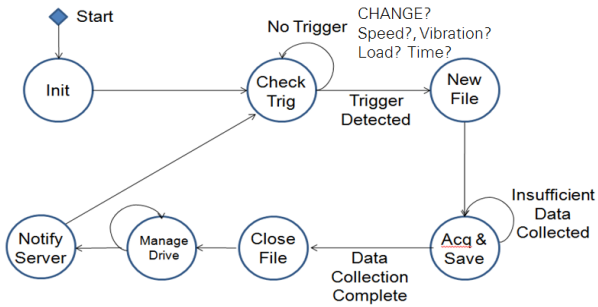 Start
CHANGE?
Speed?, Vibration?
Load? Time?
No Trigger
Init
Check
Trig
Trigger
Detected
New
File
Insufficient
Data
Collected
Acq &
Save
Data
Collection
Complete
Close
File
Manage
Drive
Notify
Server